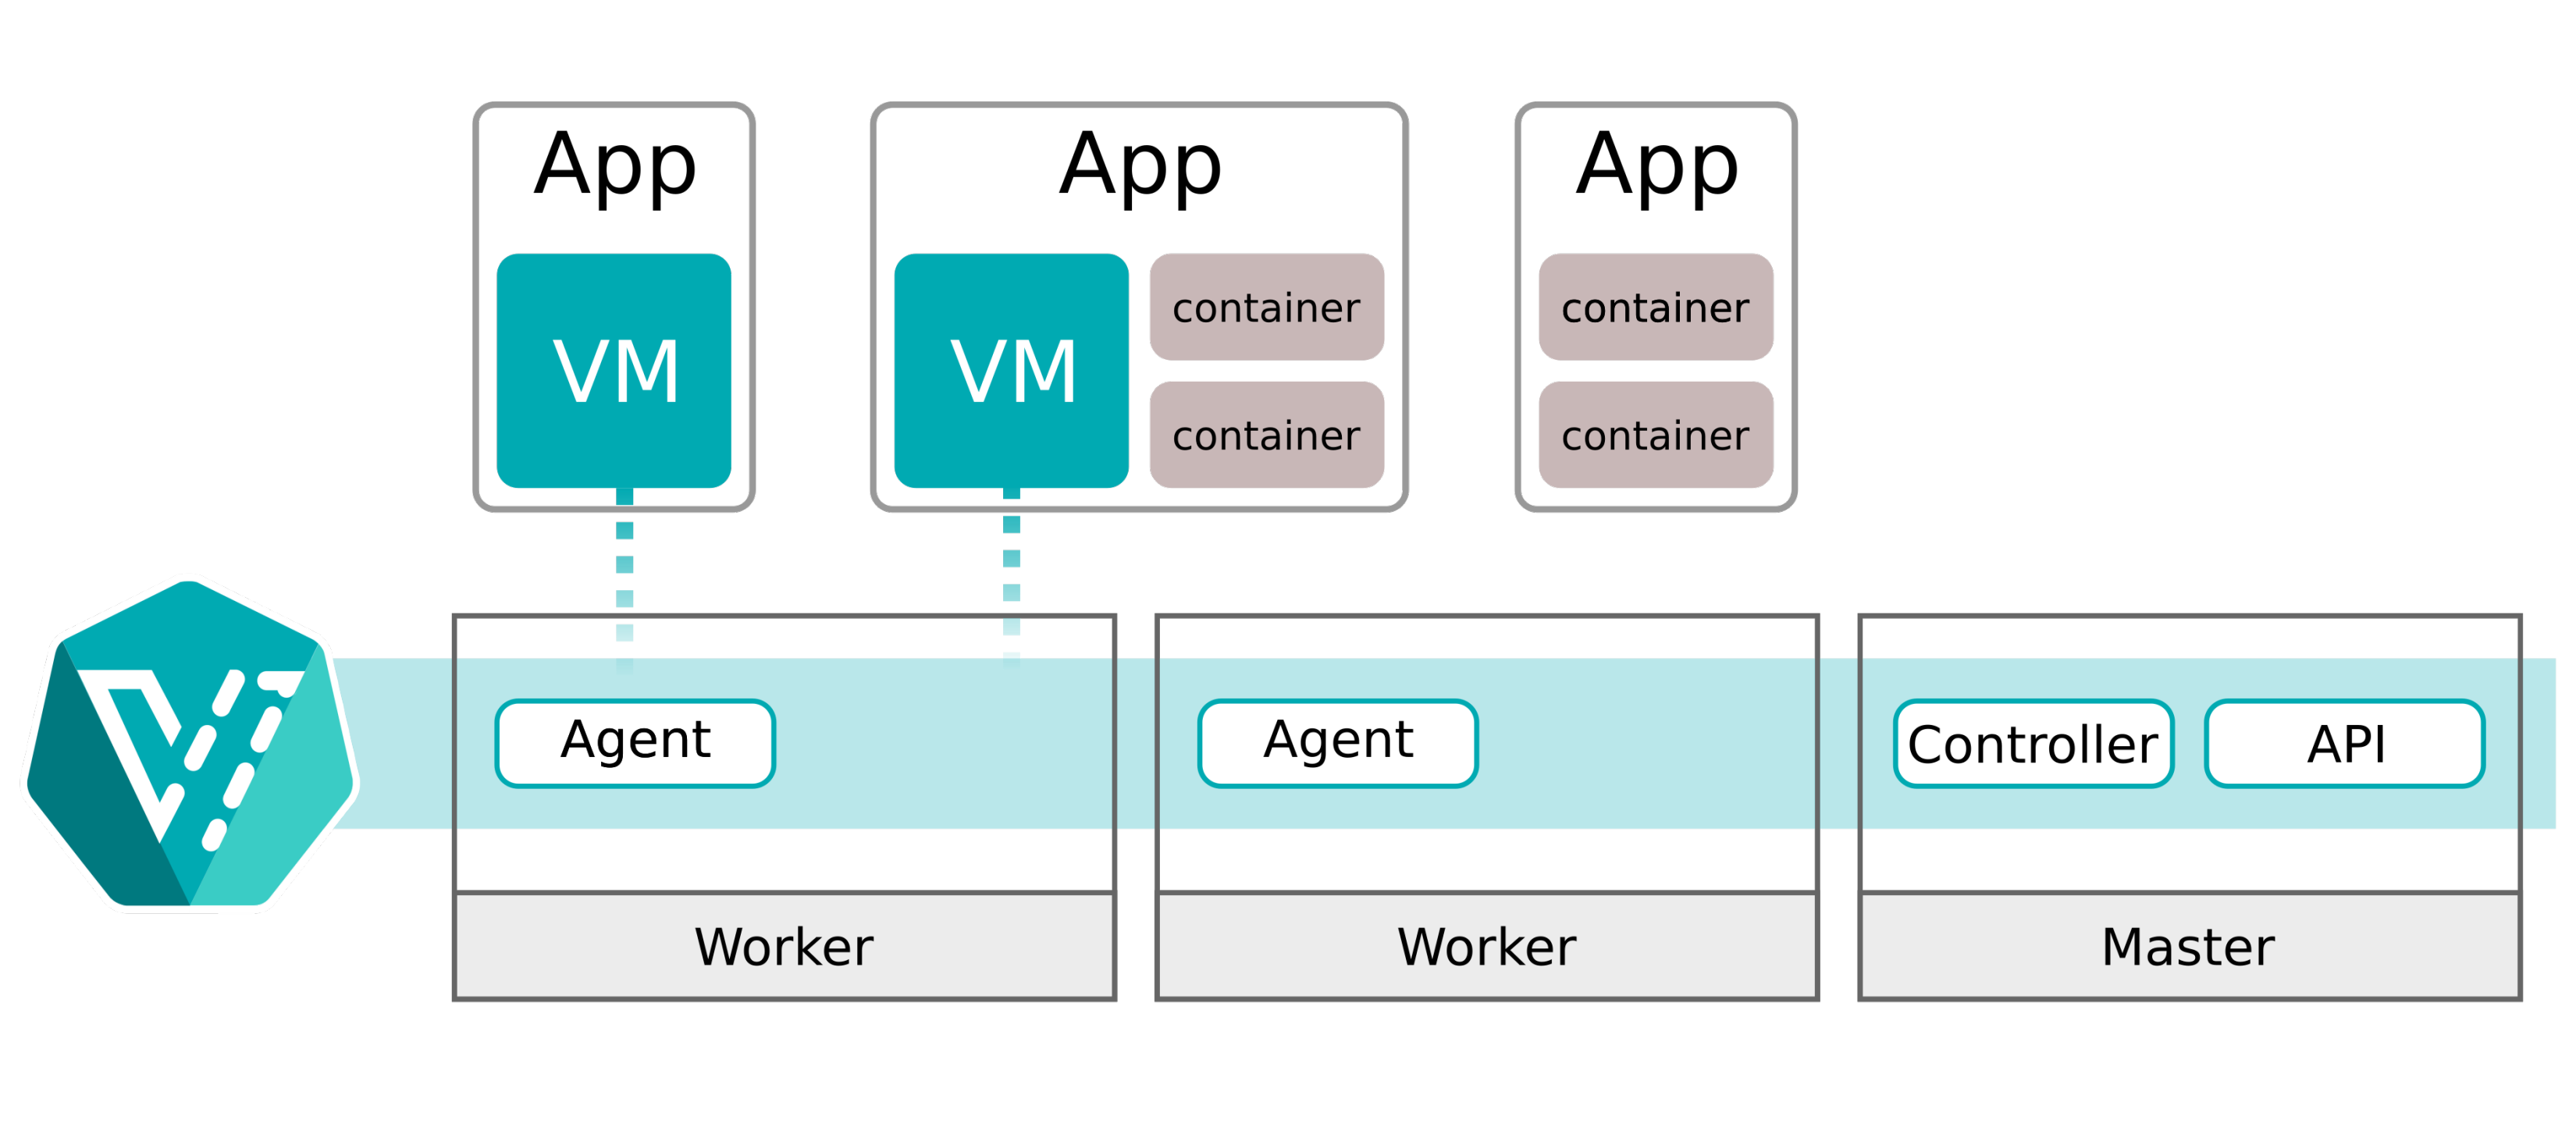 App
VM
App
VM
container
container
App
container
container
Agent
Worker
Agent
Worker
Controller
API
Master